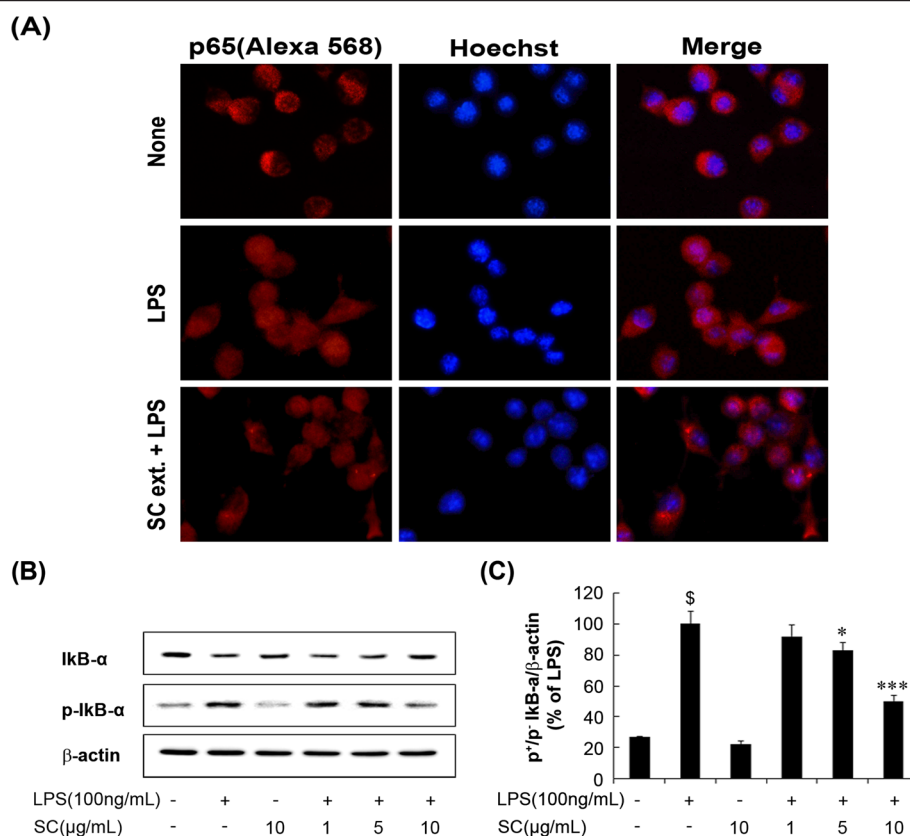 (A)
p65(Alexa 568) Hoechst Merge
None
LPS
SC ext. + LPS
(B)
IkB-α
p-IkB-α
β-actin
LPS(100ng/mL) - + - + + +
SC(μg/mL) - - 10 1 5 10
(C)
p⁺/p⁻ IkB-a/β-actin
(% of LPS)
120
100
80
60
40
20
0
$
*
***
LPS(100ng/mL) - + - + + +
SC(μg/mL) - - 10 1 5 10